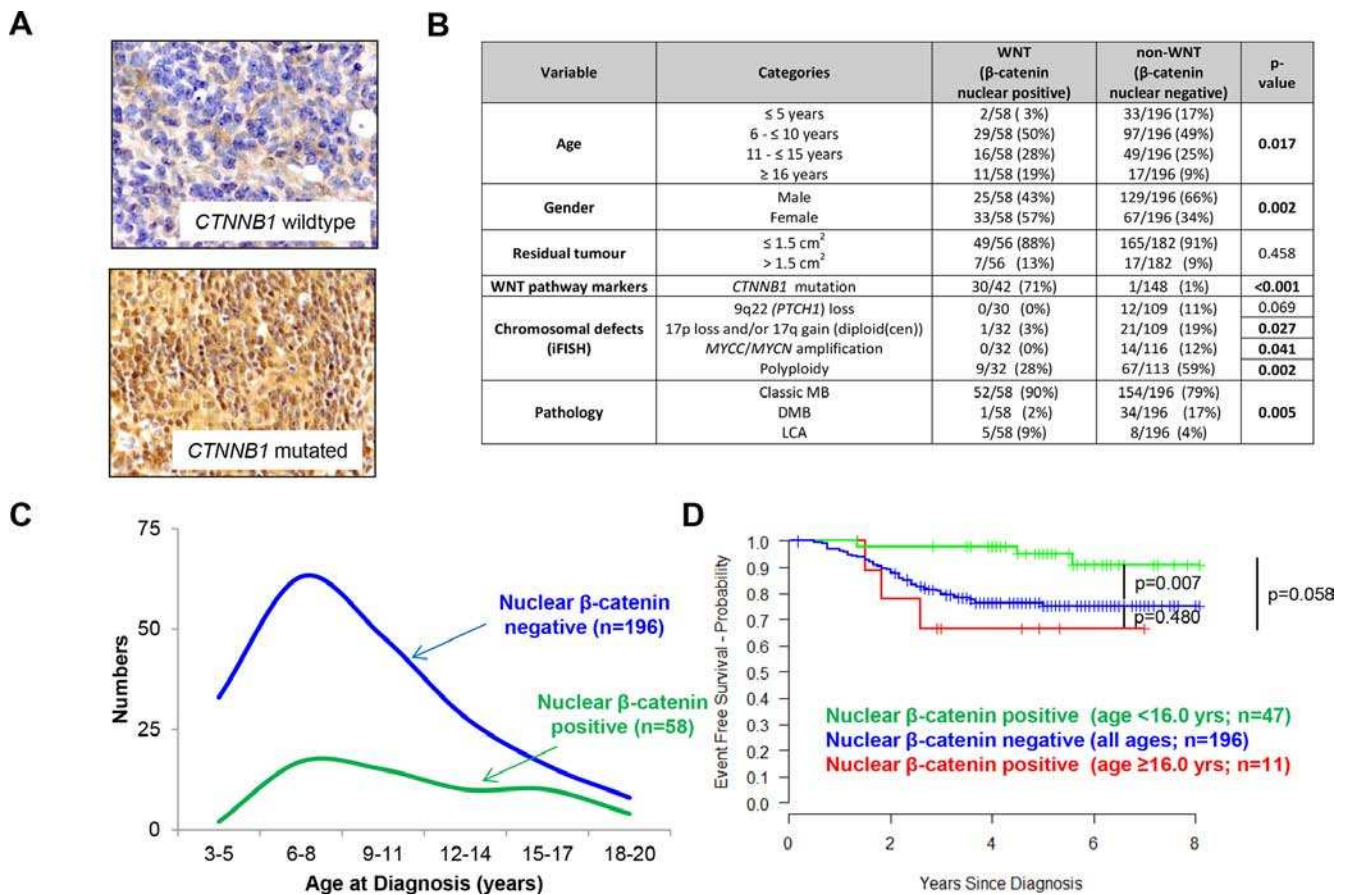 A
CTNNB1 wildtype
CTNNB1 mutated
B
Variable Categories WNT (β-catenin nuclear positive) non-WNT (β-catenin nuclear negative) p-value
Age ≤ 5 years 2/58 ( 3%) 33/196 (17%) 0.017
6 - ≤ 10 years 29/58 (50%) 97/196 (49%)
11 - ≤ 15 years 16/58 (28%) 49/196 (25%)
≥ 16 years 11/58 (19%) 17/196 (9%)
Gender Male 25/58 (43%) 129/196 (66%) 0.002
Female 33/58 (57%) 67/196 (34%)
Residual tumour ≤ 1.5 cm² 49/56 (88%) 165/182 (91%) 0.458
> 1.5 cm² 7/56 (13%) 17/182 (9%)
WNT pathway markers CTNNB1 mutation 30/42 (71%) 1/148 (1%) <0.001
Chromosomal defects (iFISH) 9q22 (PTCH1) loss 0/30 (0%) 12/109 (11%) 0.069
17p loss and/or 17q gain (diploid(cen)) 1/32 (3%) 21/109 (19%) 0.027
MYCC/MYCN amplification 0/32 (0%) 14/116 (12%) 0.041
Polyploidy 9/32 (28%) 67/113 (59%) 0.002
Pathology Classic MB 52/58 (90%) 154/196 (79%) 0.005
DMB 1/58 (2%) 34/196 (17%)
LCA 5/58 (9%) 8/196 (4%)
C
75
50
25
0
Numbers
Nuclear β-catenin
negative (n=196)
Nuclear β-catenin
positive (n=58)
3-5 6-8 9-11 12-14 15-17 18-20
Age at Diagnosis (years)
D
Event Free Survival - Probability
1.0
0.9
0.8
0.7
0.6
0.5
0.4
0.3
0.2
0.1
0.0
p=0.007
p=0.480
p=0.058
Nuclear β-catenin positive (age <16.0 yrs; n=47)
Nuclear β-catenin negative (all ages; n=196)
Nuclear β-catenin positive (age ≥16.0 yrs; n=11)
0 2 4 6 8
Years Since Diagnosis